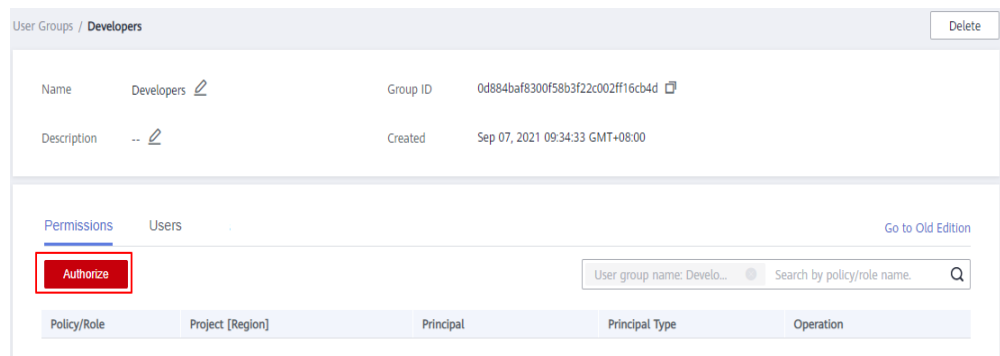 User Groups / Developers Delete
Name Developers Group ID 0d884baf8300f58b3f22c002ff16cb4d
Description -- Created Sep 07, 2021 09:34:33 GMT+08:00
Permissions Users Go to Old Edition
Authorize User group name: Develo... Search by policy/role name.
Policy/Role Project [Region] Principal Principal Type Operation